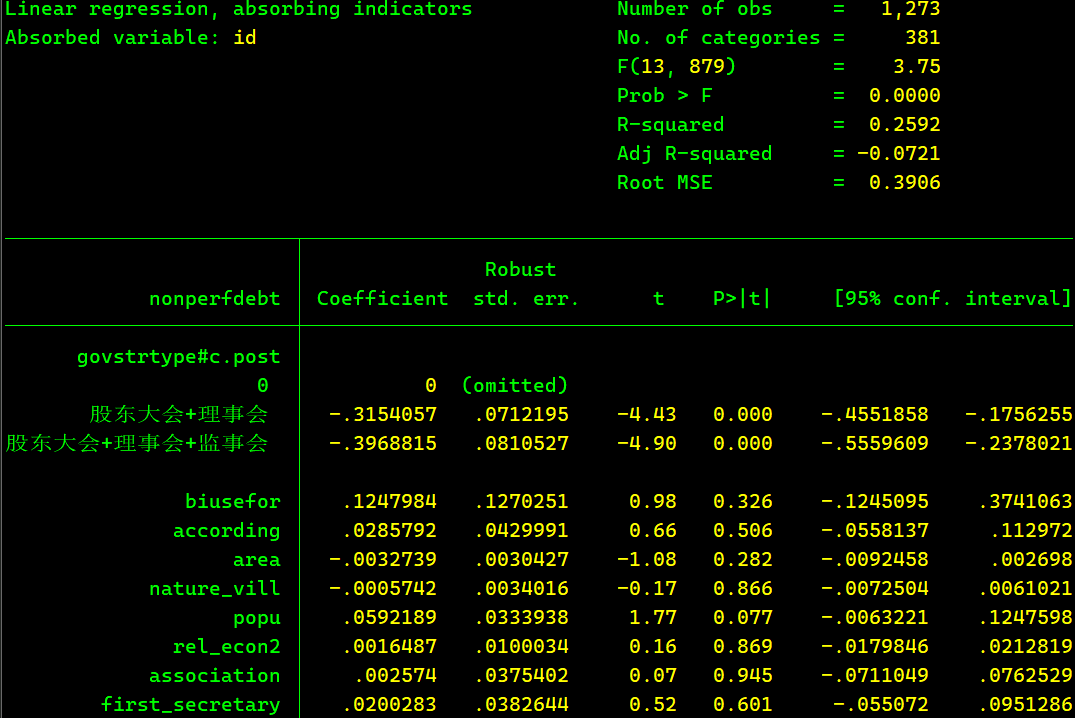 Linear regression, absorbing indicators Number of obs = 1,273
Absorbed variable: id No. of categories = 381
F(13, 879) = 3.75
Prob > F = 0.0000
R-squared = 0.2592
Adj R-squared = -0.0721
Root MSE = 0.3906
Robust
nonperfdebt Coefficient std. err. t P>|t| [95% conf. interval]
govstrtype#c.post
0 0 (omitted)
股东大会+理事会 -.3154057 .0712195 -4.43 0.000 -.4551858 -.1756255
股东大会+理事会+监事会 -.3968815 .0810527 -4.90 0.000 -.5559609 -.2378021
biusefor .1247984 .1270251 0.98 0.326 -.1245095 .3741063
according .0285792 .0429991 0.66 0.506 -.0558137 .112972
area -.0032739 .0030427 -1.08 0.282 -.0092458 .002698
nature_vill -.0005742 .0034016 -0.17 0.866 -.0072504 .0061021
popu .0592189 .0333938 1.77 0.077 -.0063221 .1247598
rel_econ2 .0016487 .0100034 0.16 0.869 -.0179846 .0212819
association .002574 .0375402 0.07 0.945 -.0711049 .0762529
first_secretary .0200283 .0382644 0.52 0.601 -.055072 .0951286